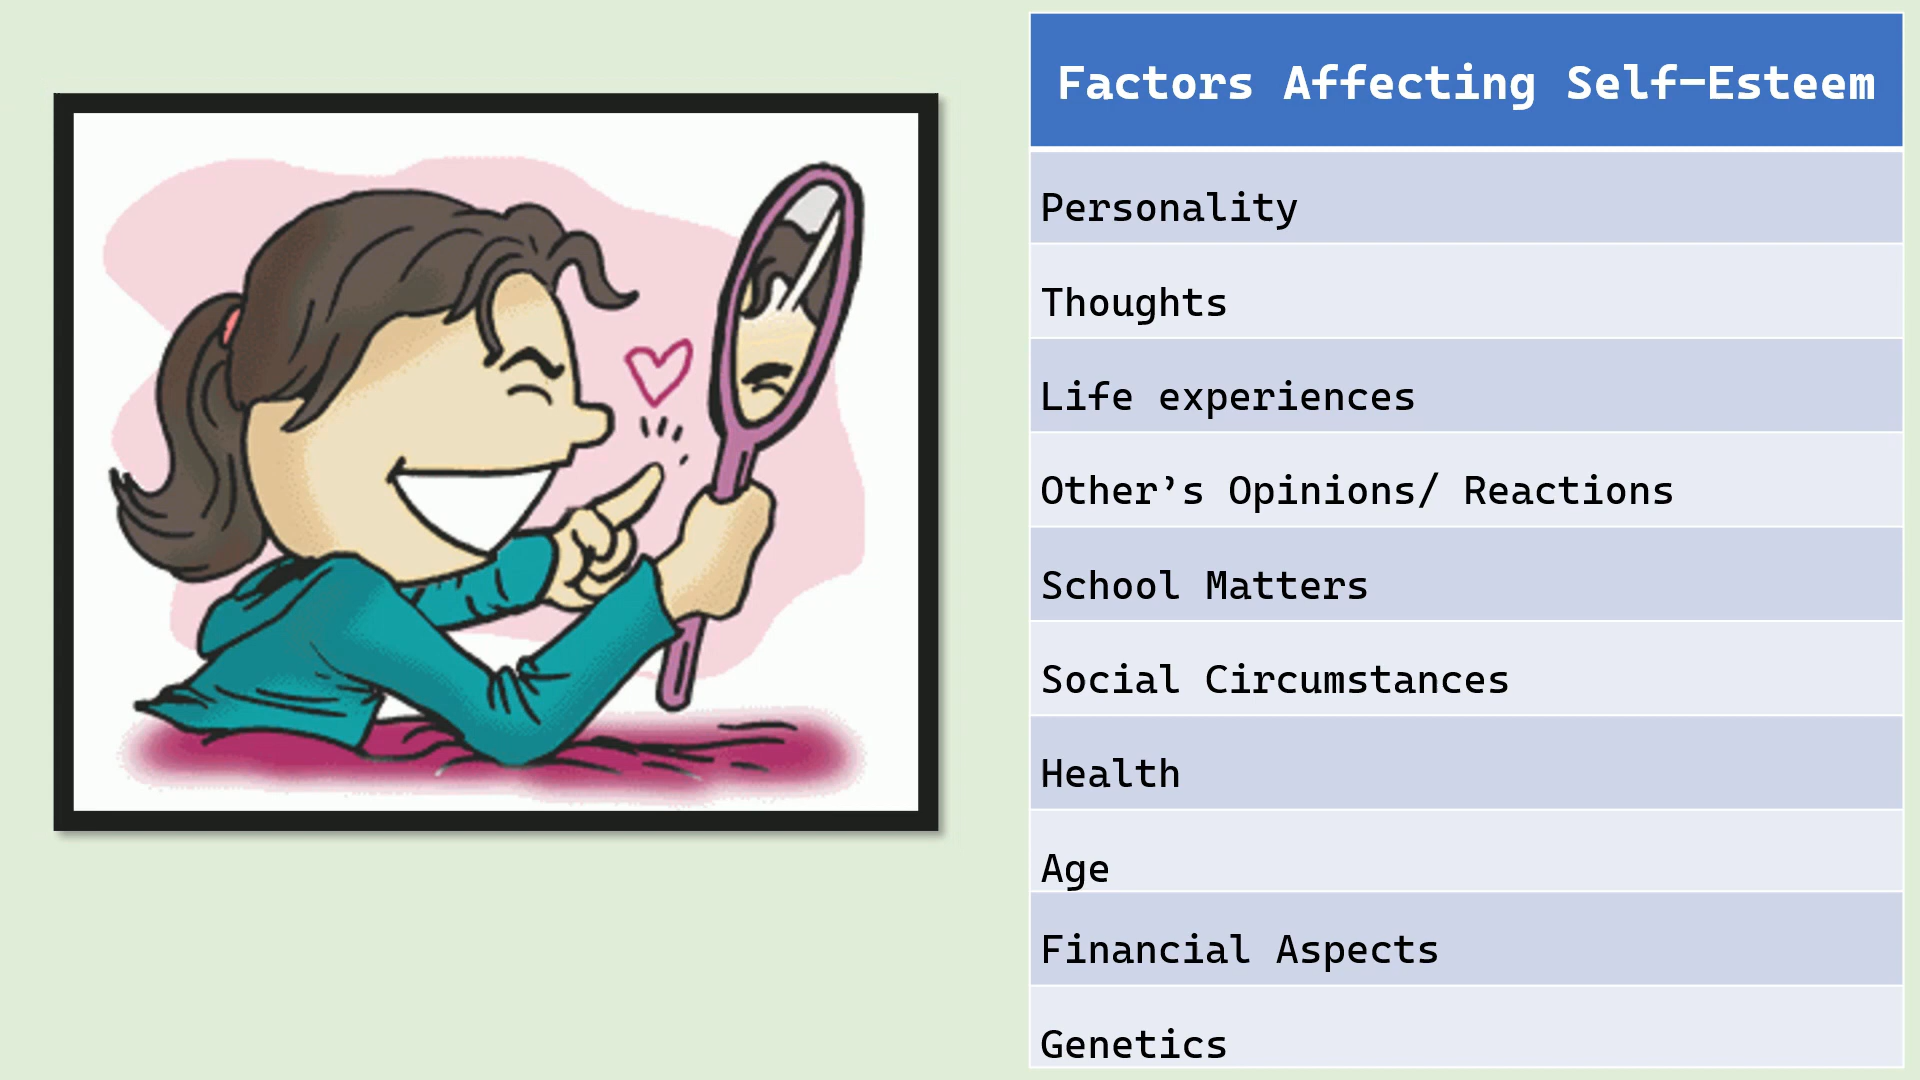 Factors Affecting Self-Esteem
Personality
Thoughts
Life experiences
Other’s Opinions/ Reactions
School Matters
Social Circumstances
Health
Age
Financial Aspects
Genetics